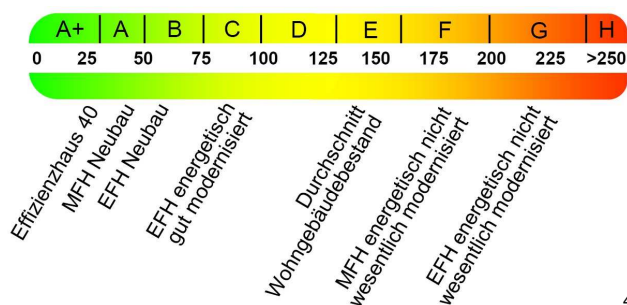 A+ A B C D E F G H
0 25 50 75 100 125 150 175 200 225 >250
Effizienzhaus 40
MFH Neubau
EFH Neubau
EFH energetisch
gut modernisiert
Durchschnitt
Wohngebäudebestand
MFH energetisch nicht
wesentlich modernisiert
EFH energetisch nicht
wesentlich modernisiert